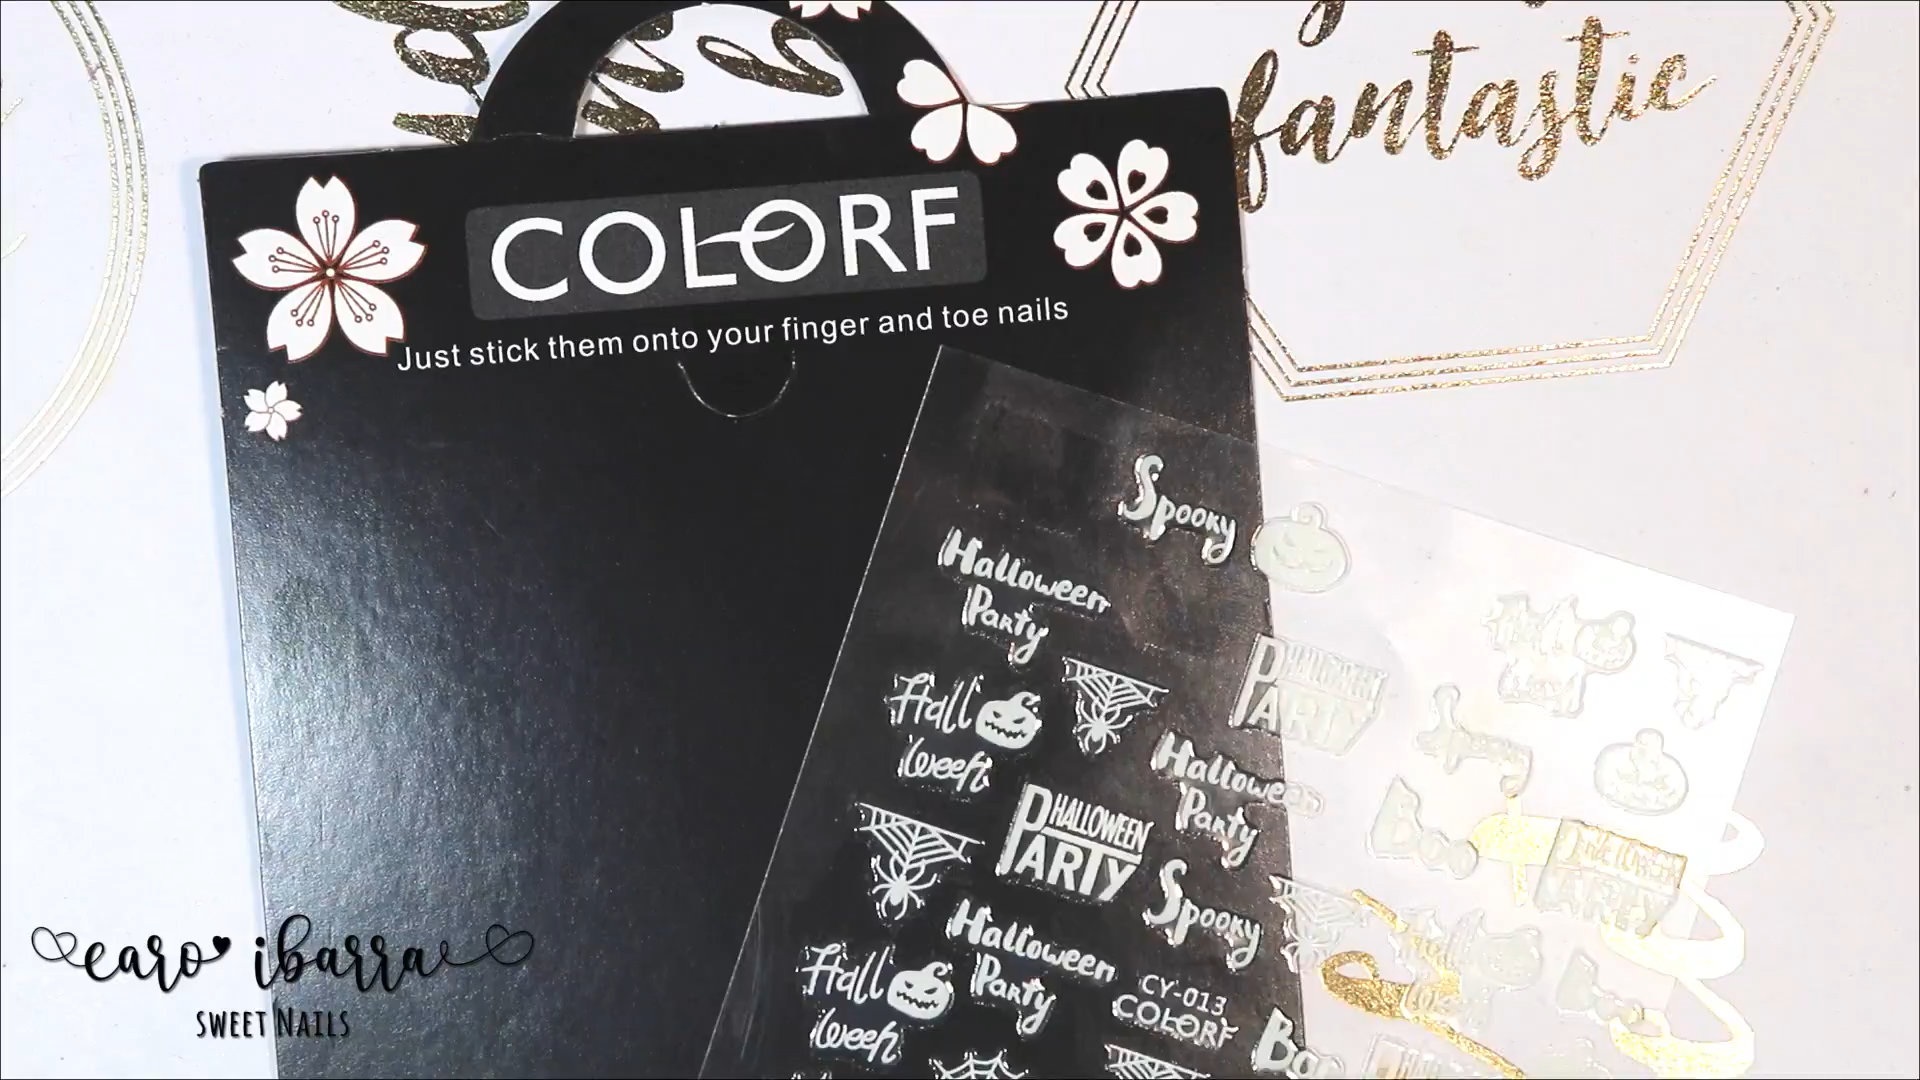 fantastic
COLORF
Just stick them onto your finger and toe nails
Spooky
Halloween
Party
Hall
ween
HALLOWEEN
PARTY
Halloween
Party
Spooky
Boo
HALLOWEEN
PARTY
Spooky
Halloween
Party
Hall
ween
CY-013
COLORF
Boo
caro ibarra
SWEET NAILS